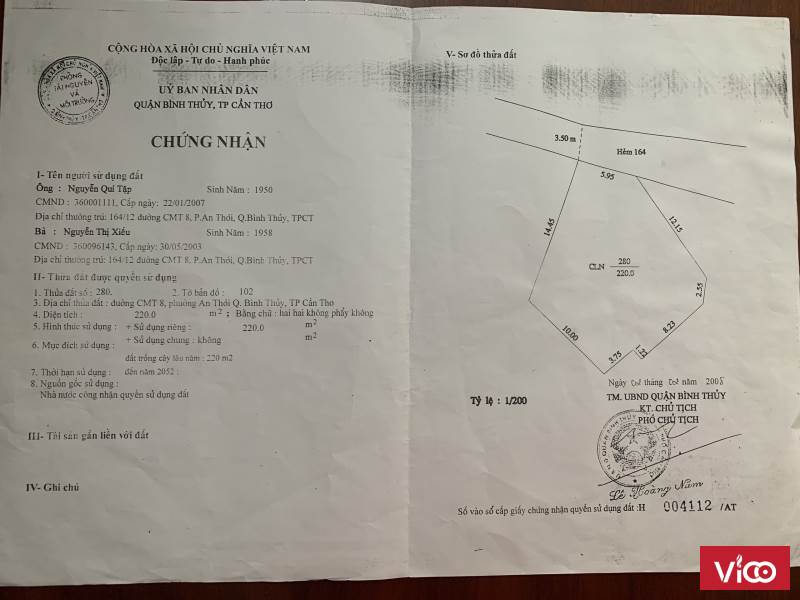 CỘNG HÒA XÃ HỘI CHỦ NGHĨA VIỆT NAM
Độc lập - Tự do - Hạnh phúc
PHÒNG
TÀI NGUYÊN
VÀ
MÔI TRƯỜNG
UỶ BAN NHÂN DÂN
QUẬN BÌNH THỦY, TP CẦN THƠ
CHỨNG NHẬN
I- Tên người sử dụng đất
Ông : Nguyễn Quí Tập Sinh Năm : 1950
CMND : 360001111, Cấp ngày: 22/01/2007
Địa chỉ thường trú: 164/12 đường CMT 8, P.An Thới, Q.Bình Thủy, TPCT
Bà : Nguyễn Thị Xiếu Sinh Năm : 1958
CMND : 360096143, Cấp ngày: 30/05/2003
Địa chỉ thường trú: 164/12 đường CMT 8, P.An Thới, Q.Bình Thủy, TPCT
II- Thửa đất được quyền sử dụng
1. Thửa đất số : 280. 2. Tờ bản đồ : 102
3. Địa chỉ thửa đất : đường CMT 8, phường An Thới Q. Bình Thủy, TP Cần Thơ
4. Diện tích : 220.0 m2 ; Bằng chữ : hai hai không phẩy không
5. Hình thức sử dụng : + Sử dụng riêng : 220.0 m2
+ Sử dụng chung : không m2
6. Mục đích sử dụng :
đất trồng cây lâu năm : 220 m2
7. Thời hạn sử dụng : đến năm 2052 ;
8. Nguồn gốc sử dụng :
Nhà nước công nhận quyền sử dụng đất
III- Tài sản gắn liền với đất
IV- Ghi chú
V- Sơ đồ thửa đất
3.50 m
Hẻm 164
5.95
14.45
12.15
CLN 280
220.0
2.55
10.00
8.23
3.75
Tỷ lệ : 1/200
Ngày tháng năm 2008
TM. UBND QUẬN BÌNH THỦY
KT. CHỦ TỊCH
PHÓ CHỦ TỊCH
Lê Hoàng Nam
Số vào sổ cấp giấy chứng nhận quyền sử dụng đất :H 004112 /AT
Vicoo